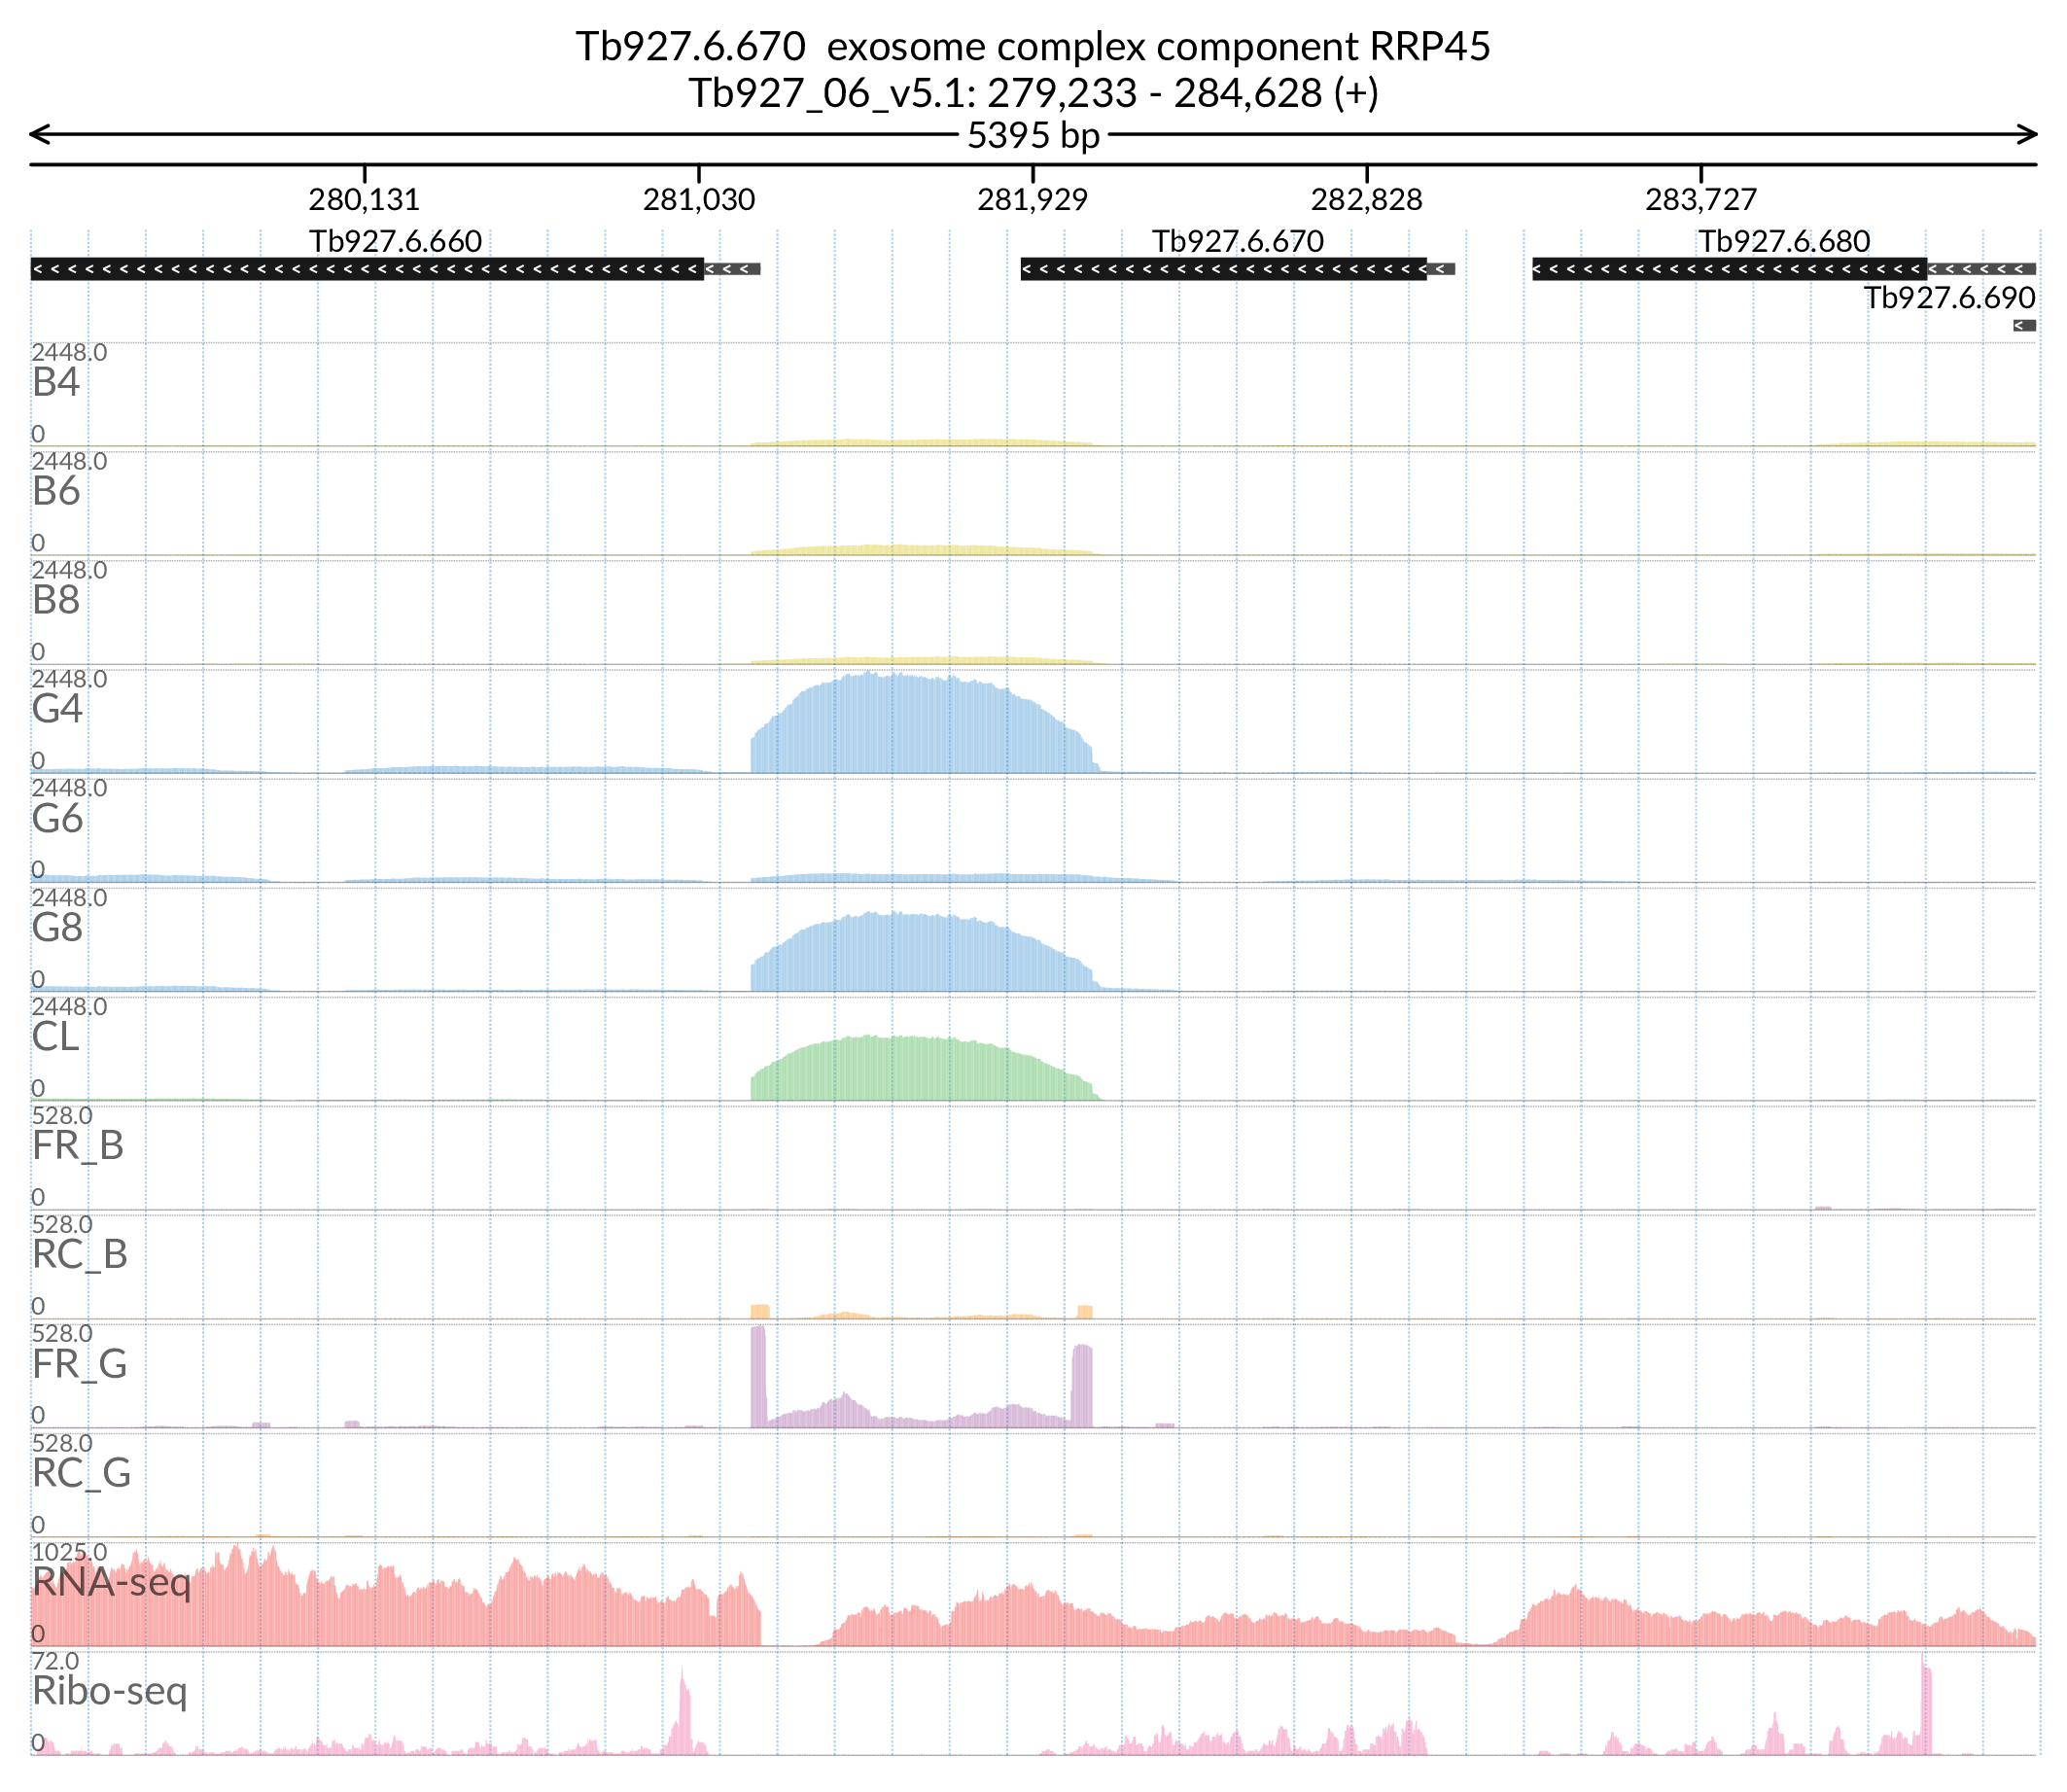 Tb927.6.670  exosome complex component RRP45
Tb927_06_v5.1: 279,233 - 284,628 (+)
5395 bp
280,131 281,030 281,929 282,828 283,727
Tb927.6.660 Tb927.6.670 Tb927.6.680
Tb927.6.690
2448.0
B4
0
2448.0
B6
0
2448.0
B8
0
2448.0
G4
0
2448.0
G6
0
2448.0
G8
0
2448.0
CL
0
528.0
FR_B
0
528.0
RC_B
0
528.0
FR_G
0
528.0
RC_G
0
1025.0
RNA-seq
0
72.0
Ribo-seq
0